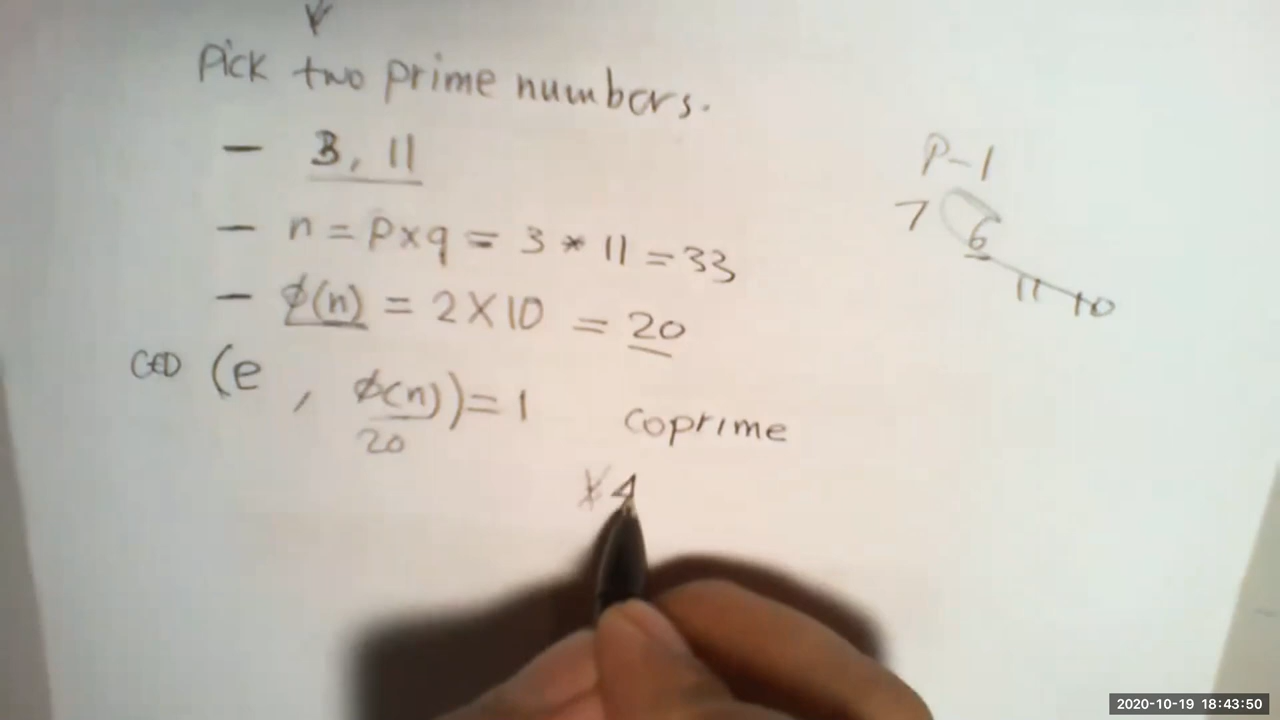 Pick two prime numbers.
- 3, 11
- n = p x q = 3 * 11 = 33
- φ(n) = 2 X 10 = 20
GCD (e , φ(n)) = 1
20
coprime
4
P-1
7 6
11 10
2020-10-19 18:43:50